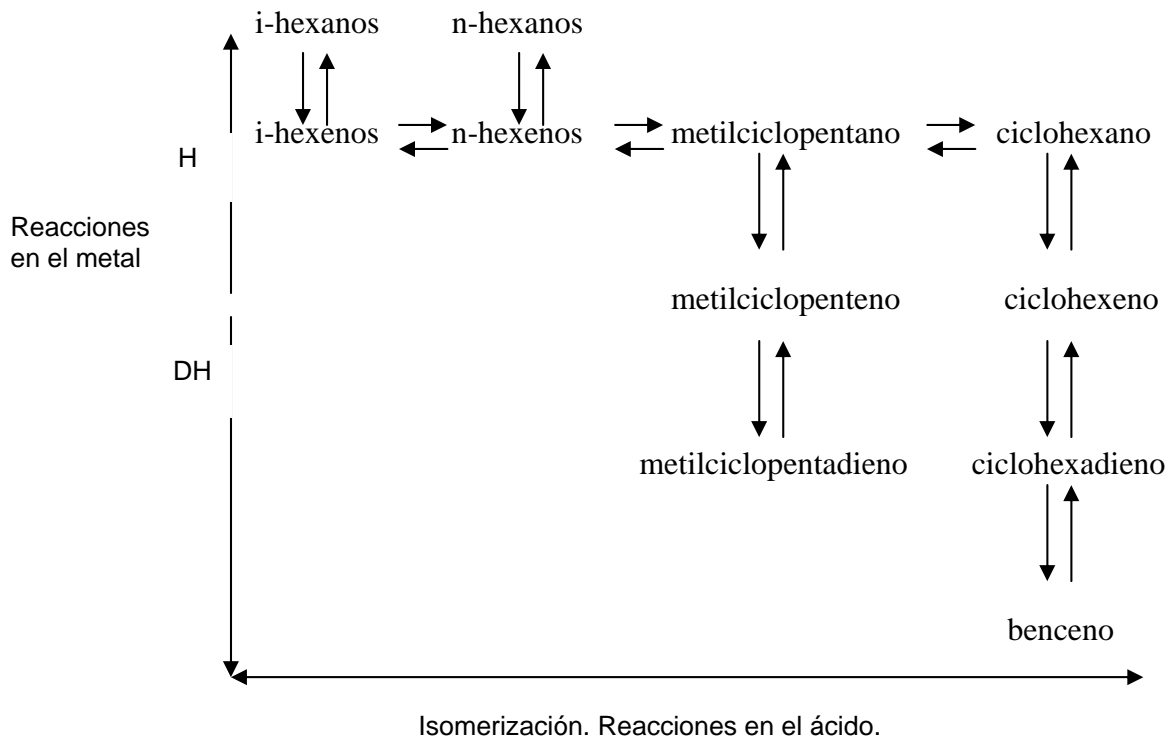 i-hexanos n-hexanos
i-hexenos n-hexenos metilciclopentano ciclohexano
H
Reacciones
en el metal
metilciclopenteno ciclohexeno
DH
metilciclopentadieno ciclohexadieno
benceno
Isomerización. Reacciones en el ácido.